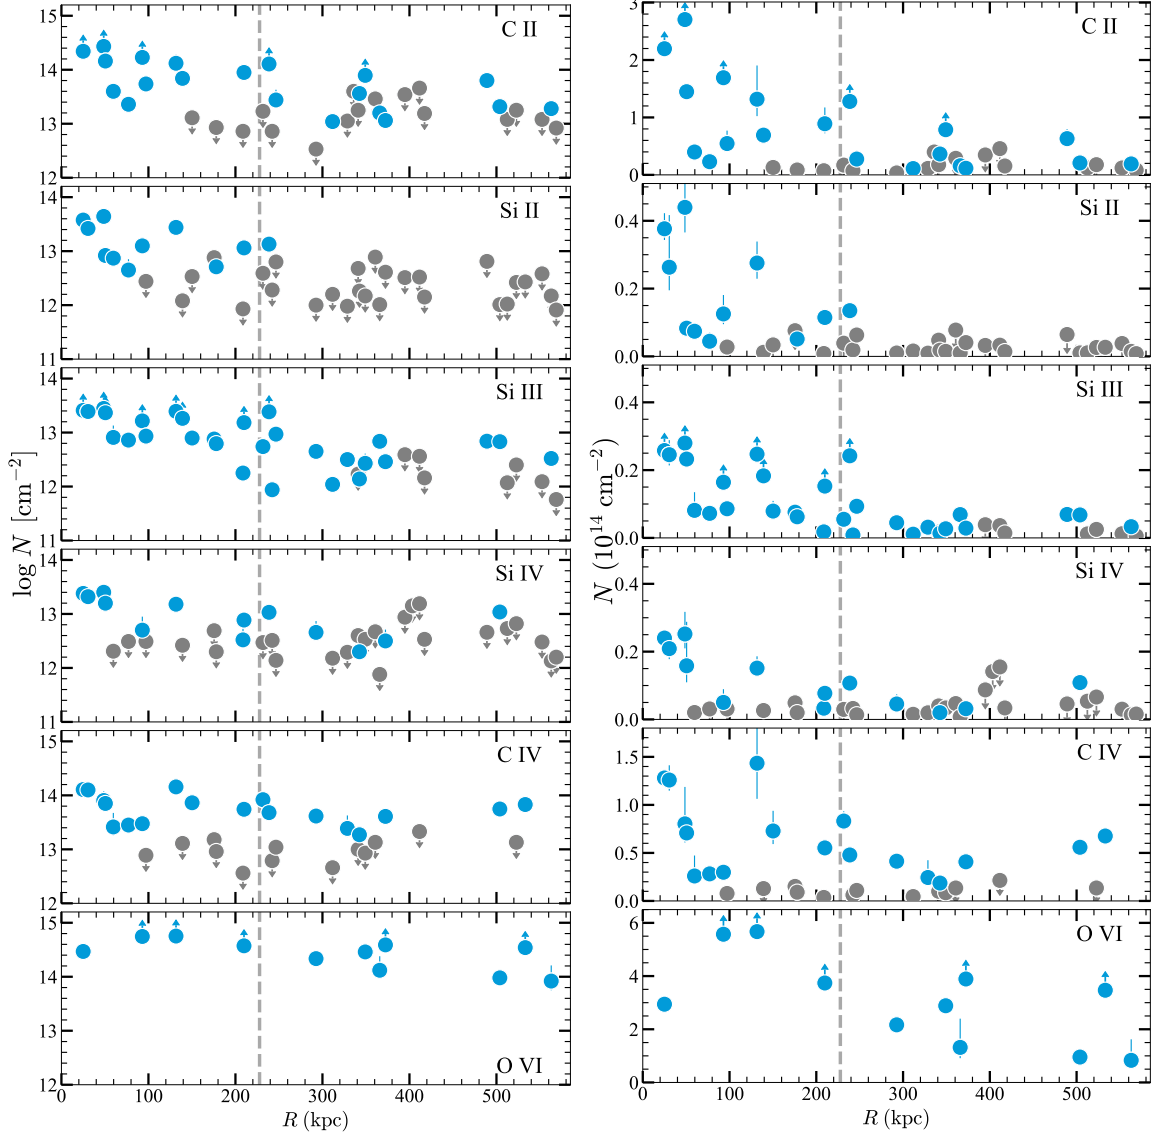 15
14
13
12
C II
14
13
12
11
Si II
14
13
12
11
Si III
14
13
12
11
Si IV
15
14
13
12
C IV
15
14
13
12
O VI
log N [cm⁻²]
0 100 200 300 400 500
R (kpc)
3
2
1
0
C II
0.4
0.2
0.0
Si II
0.4
0.2
0.0
Si III
0.4
0.2
0.0
Si IV
1.5
1.0
0.5
0.0
C IV
6
4
2
0
O VI
N (10¹⁴ cm⁻²)
0 100 200 300 400 500
R (kpc)